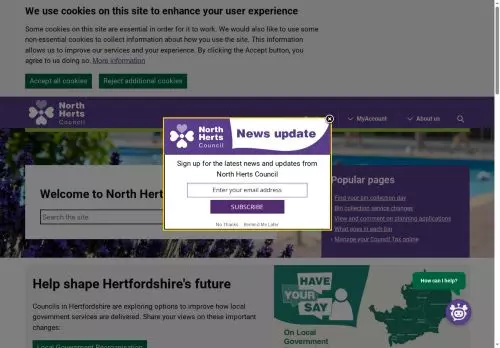 We use cookies on this site to enhance your user experience
Some cookies on this site are essential in order for it to work. We would also like to use some
non-essential cookies to collect information about how you use the site. This information
allows us to improve our services and your experience. By clicking the Accept button, you
agree to us doing so. More information
Accept all cookies
Reject additional cookies
North
Herts
Council
MyAccount
About us
North
Herts
Council
News update
Sign up for the latest news and updates from
North Herts Council
Enter your email address
SUBSCRIBE
No Thanks
Remind Me Later
Welcome to North Hert
Search the site
Popular pages
Find your bin collection day
Bin collection service changes
View and comment on planning applications
What goes in each bin
Manage your Council Tax online
Help shape Hertfordshire's future
Councils in Hertfordshire are exploring options to improve how local
government services are delivered. Share your views on these important
changes:
Local Government Reorganisation
HAVE
YOUR
SAY
On Local
Government
How can I help?